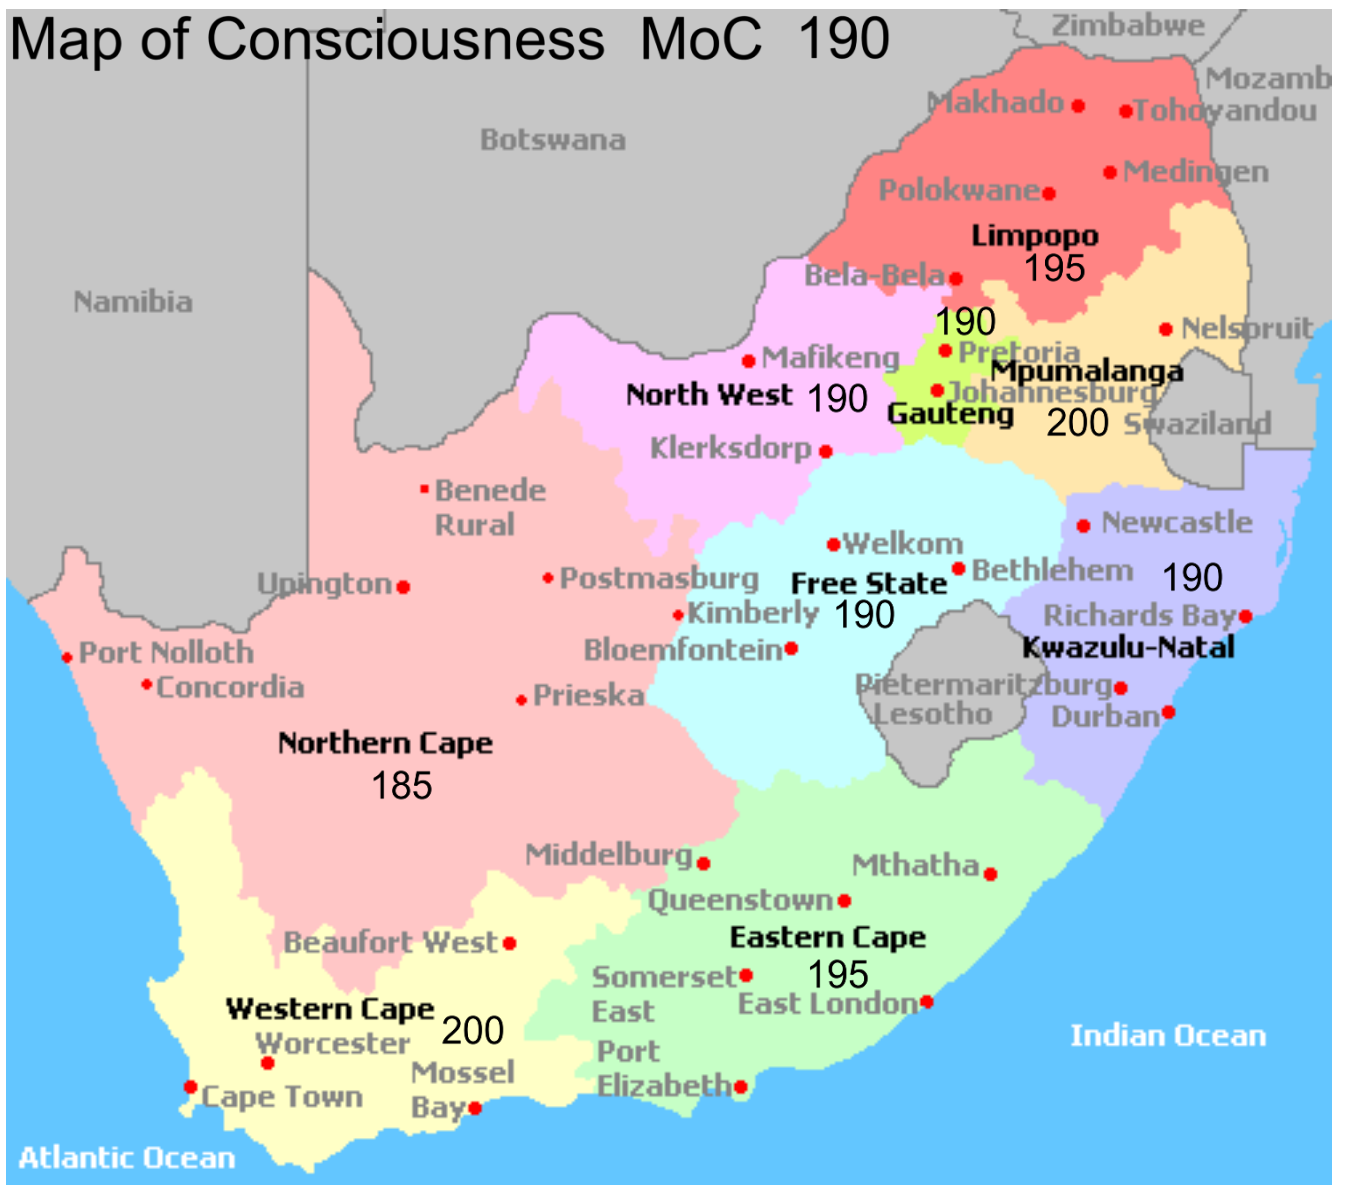 Map of Consciousness MoC 190
Zimbabwe
Mozamb
Makhado
Tohoyandou
Botswana
Medingen
Polokwane
Limpopo
195
Bela-Bela
Namibia
190
Nelspruit
Pretoria
Mafikeng
Mpumalanga
North West 190
Johannesburg
Gauteng
200
Swaziland
Klerksdorp
Benede
Rural
Newcastle
Welkom
Bethlehem
190
Upington
Postmasburg
Free State
190
Kimberly
Richards Bay
Bloemfontein
Kwazulu-Natal
Port Nolloth
Concordia
Prieska
Pietermaritzburg
Lesotho
Durban
Northern Cape
185
Middelburg
Mthatha
Queenstown
Eastern Cape
195
Beaufort West
Somerset
East
East London
Western Cape
200
Indian Ocean
Worcester
Port
Elizabeth
Mossel
Bay
Cape Town
Atlantic Ocean